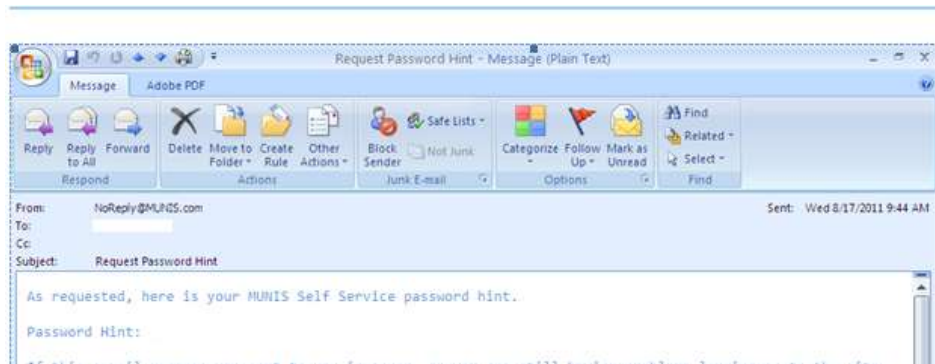 Request Password Hint - Message (Plain Text)
Message Adobe PDF
Reply Reply to All Forward Delete Move to Folder Create Rule Other Actions Block Sender Safe Lists Not Junk Categorize Follow Up Mark as Unread Find Related Select
Respond Actions Junk E-mail Options Find
From: NoReply@MUNIS.com Sent: Wed 8/17/2011 9:44 AM
To:
Cc:
Subject: Request Password Hint
As requested, here is your MUNIS Self Service password hint.
Password Hint: